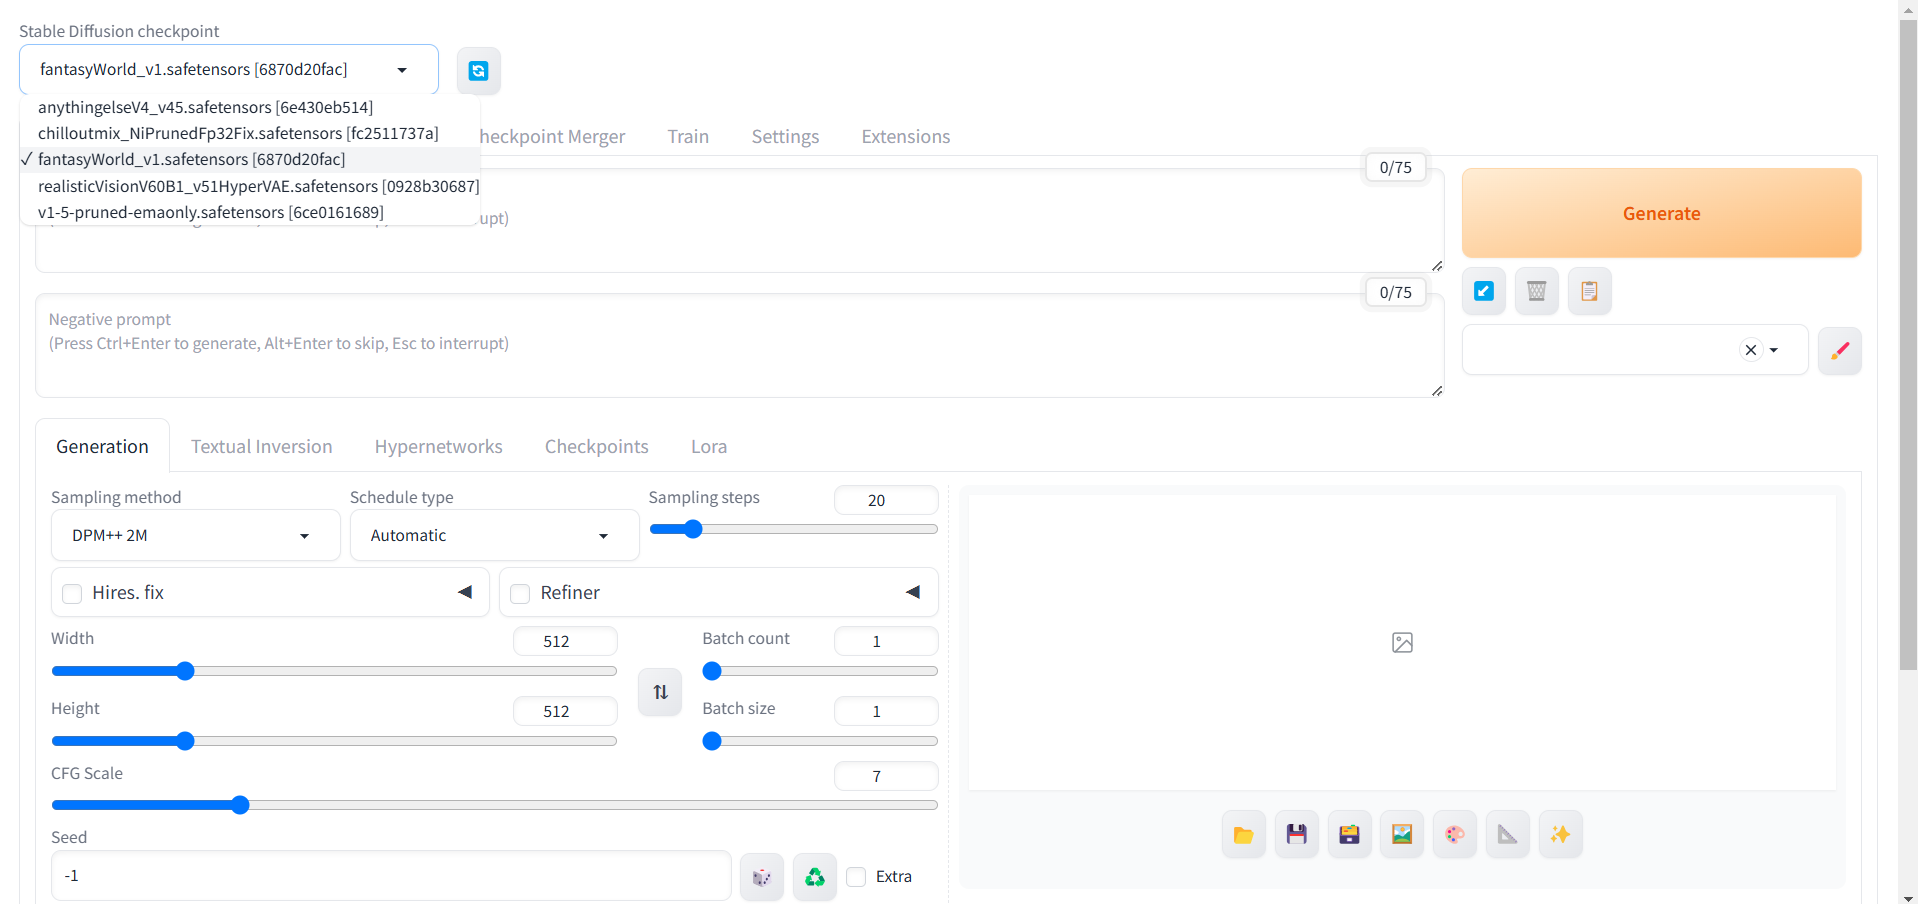 Stable Diffusion checkpoint
fantasyWorld_v1.safetensors [6870d20fac]
anythingelseV4_v45.safetensors [6e430eb514]
chilloutmix_NiPrunedFp32Fix.safetensors [fc2511737a]
✓ fantasyWorld_v1.safetensors [6870d20fac]
realisticVisionV60B1_v51HyperVAE.safetensors [0928b30687]
v1-5-pruned-emaonly.safetensors [6ce0161689]
heckpoint Merger Train Settings Extensions
0/75
upt)
Generate
0/75
Negative prompt
(Press Ctrl+Enter to generate, Alt+Enter to skip, Esc to interrupt)
Generation Textual Inversion Hypernetworks Checkpoints Lora
Sampling method Schedule type Sampling steps 20
DPM++ 2M Automatic
Hires. fix Refiner
Width 512 Batch count 1
Height 512 Batch size 1
CFG Scale 7
Seed
-1 Extra